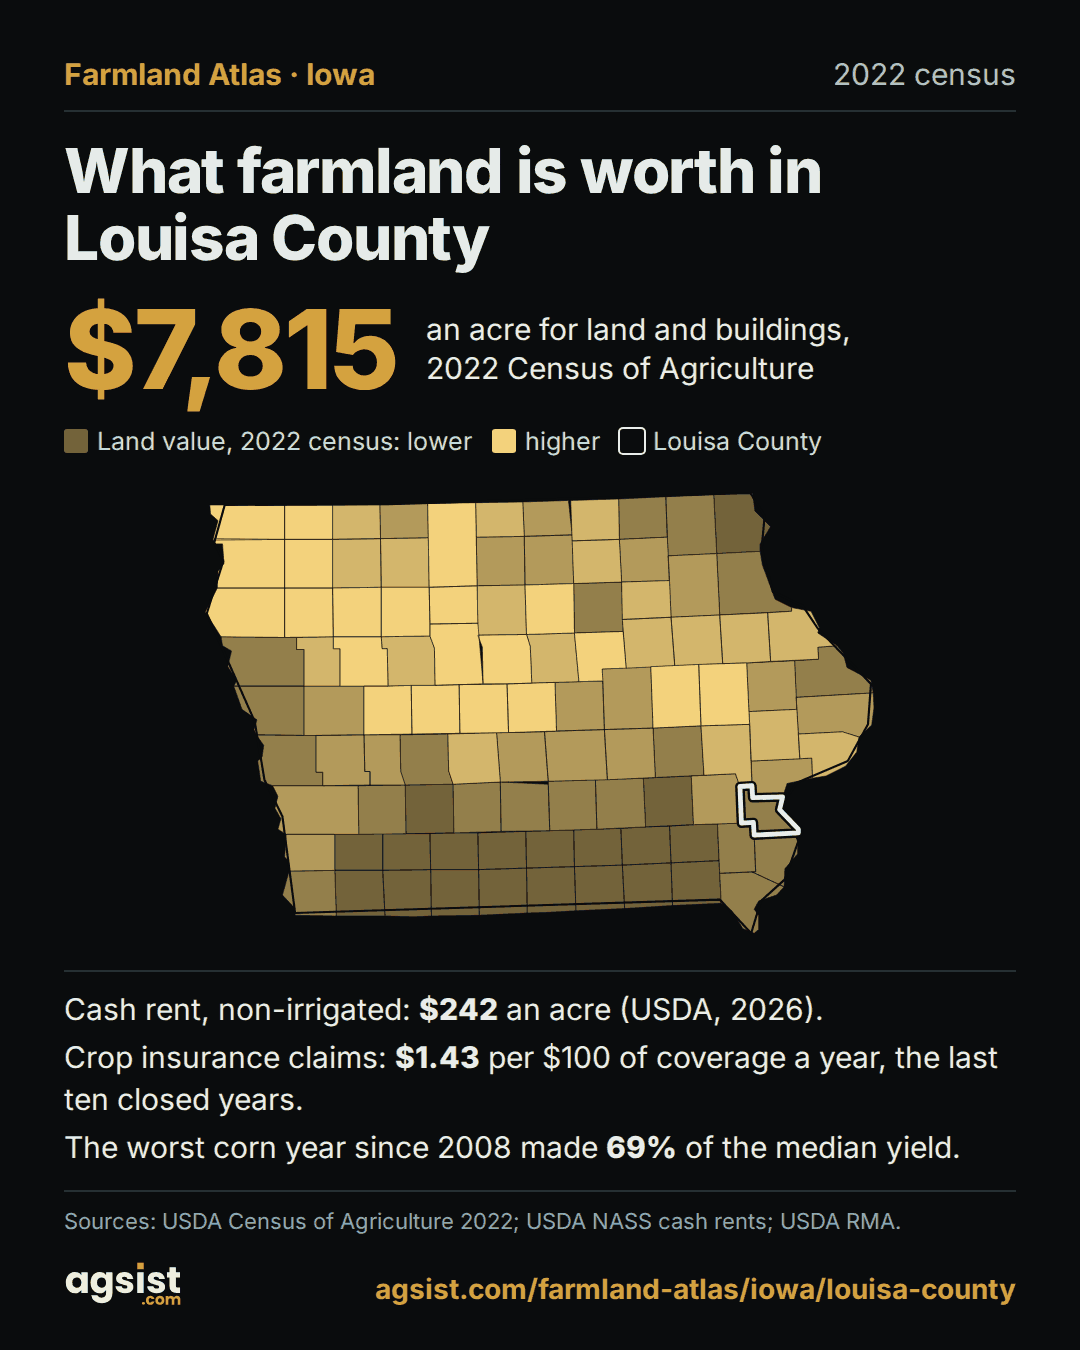 Farmland Atlas · Iowa
2022 census
What farmland is worth in
Louisa County
$7,815
an acre for land and buildings,
2022 Census of Agriculture
Land value, 2022 census: lower
higher
Louisa County
Cash rent, non-irrigated: $242 an acre (USDA, 2026).
Crop insurance claims: $1.43 per $100 of coverage a year, the last
ten closed years.
The worst corn year since 2008 made 69% of the median yield.
Sources: USDA Census of Agriculture 2022; USDA NASS cash rents; USDA RMA.
agsist
.com
agsist.com/farmland-atlas/iowa/louisa-county